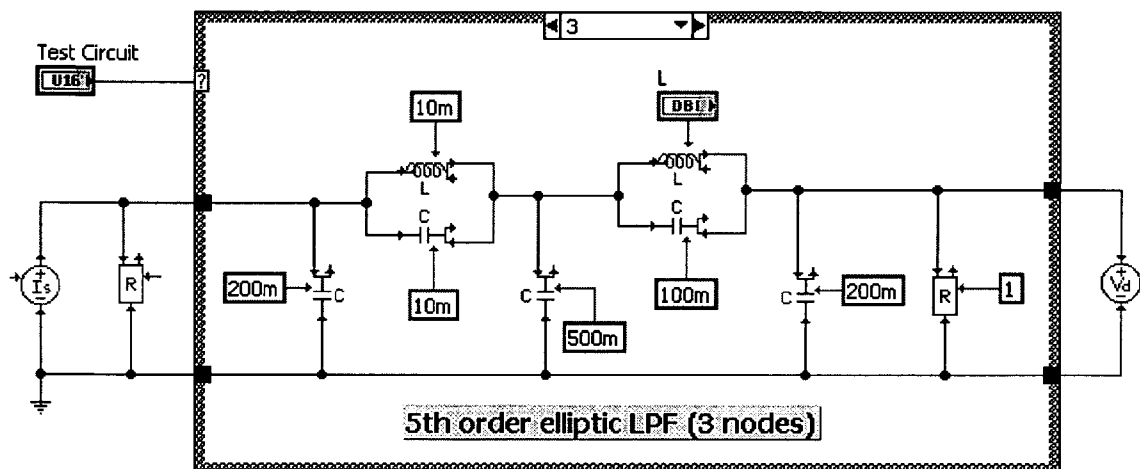 3
Test Circuit
U16
?
L
DBL
10m
L
L
C
C
Is
R
200m
C
10m
C
500m
100m
C
200m
R
1
Vd
5th order elliptic LPF (3 nodes)